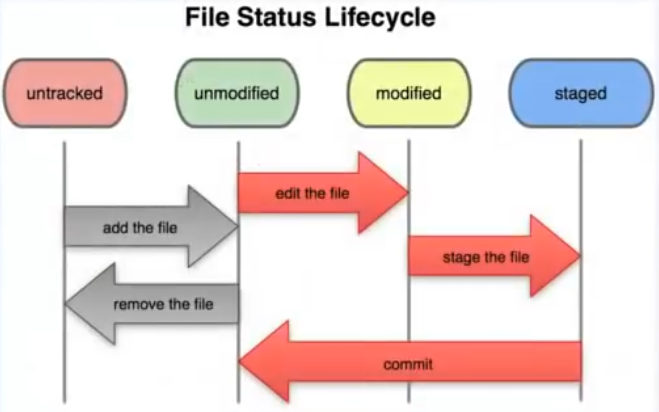 File Status Lifecycle
untracked
unmodified
modified
staged
edit the file
add the file
stage the file
remove the file
commit